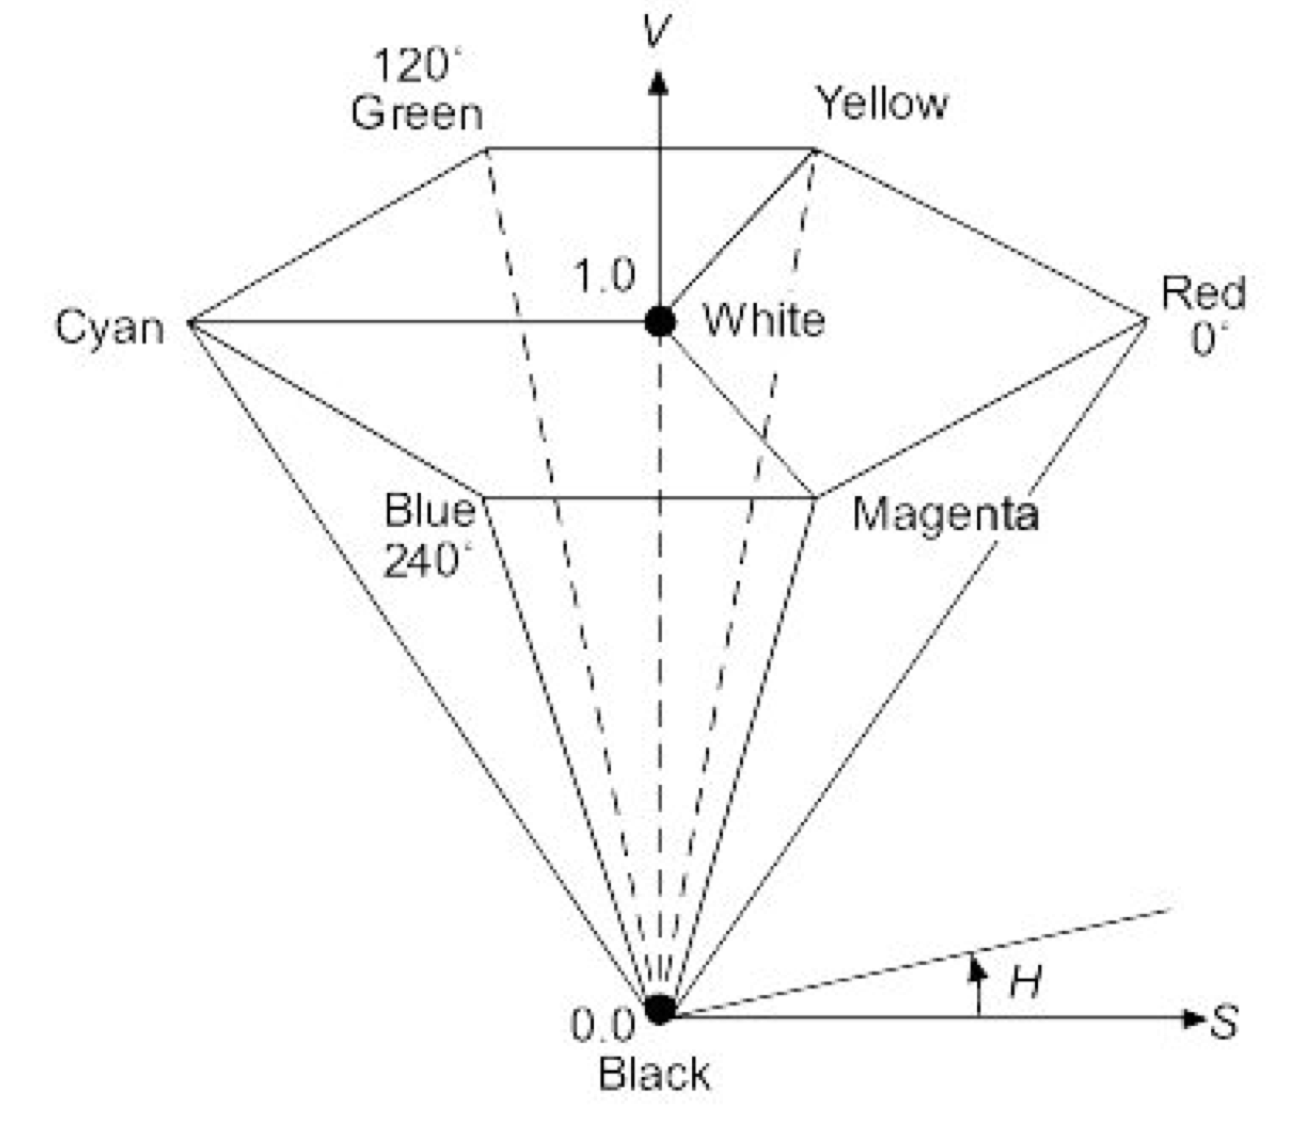 V
120°
Green
Yellow
1.0
White
Red
0°
Cyan
Blue
240°
Magenta
H
0.0
S
Black